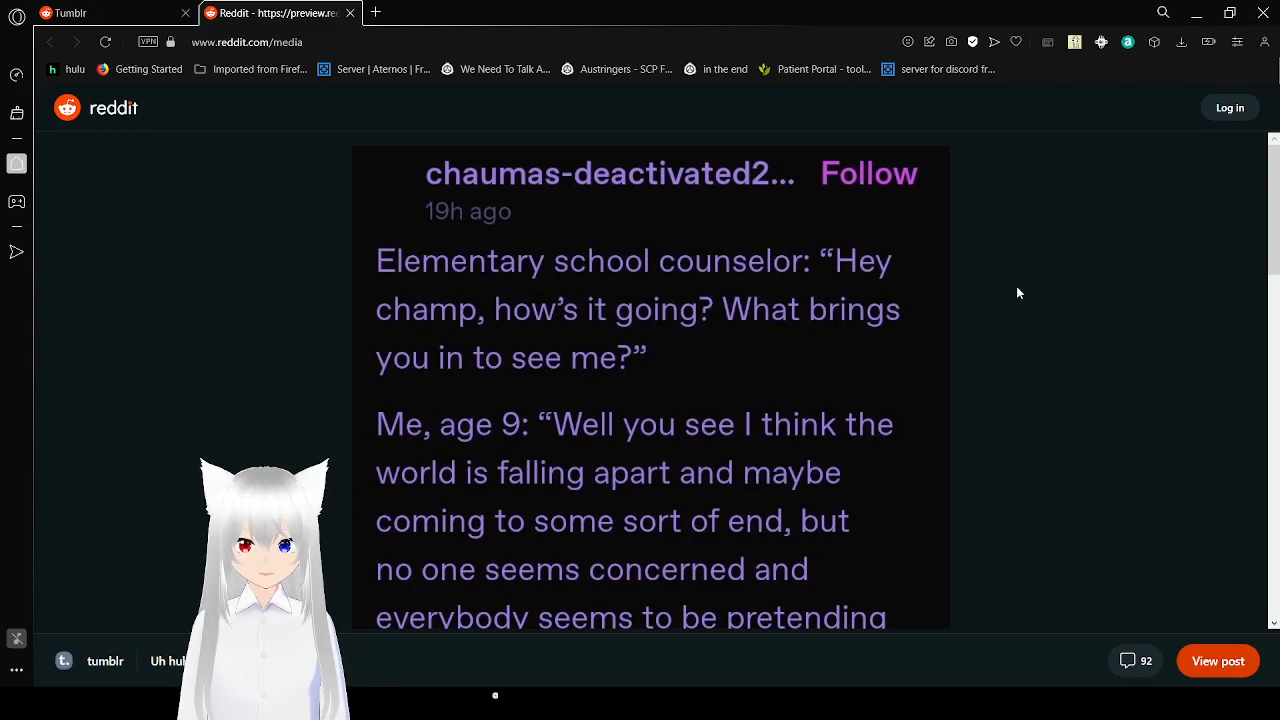 Tumblr
Reddit - https://preview.red
www.reddit.com/media
VPN
hulu
Getting Started
Imported from Firef...
Server | Aternos | Fr...
We Need To Talk A...
Austringers - SCP F...
in the end
Patient Portal - tool...
server for discord fr...
reddit
Log in
chaumas-deactivated2... Follow
19h ago
Elementary school counselor: “Hey
champ, how’s it going? What brings
you in to see me?”
Me, age 9: “Well you see I think the
world is falling apart and maybe
coming to some sort of end, but
no one seems concerned and
everybody seems to be pretending
tumblr
Uh huh
92
View post